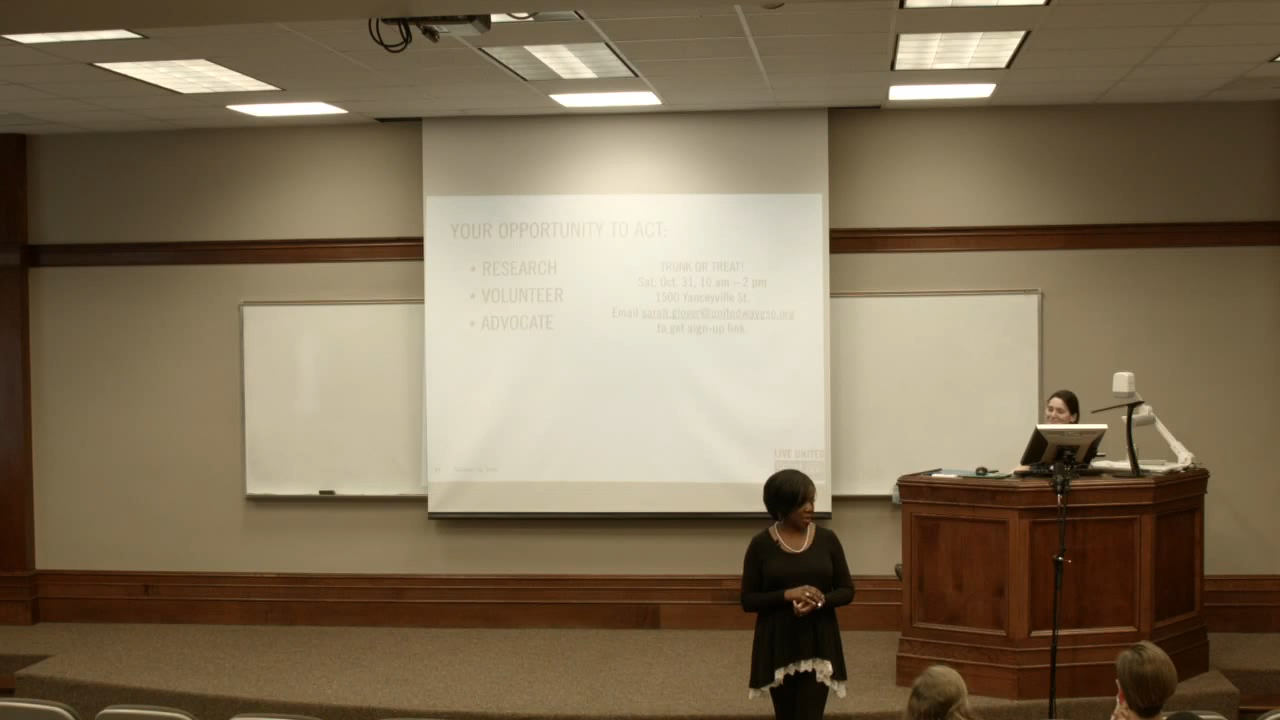 YOUR OPPORTUNITY TO ACT:
• RESEARCH
• VOLUNTEER
• ADVOCATE
TRUNK OR TREAT!
Sat, Oct. 31, 10 am – 2 pm
1500 Yanceyville St.
Email sarah.glover@unitedwaygso.org
to get sign-up link.
LIVE UNITED